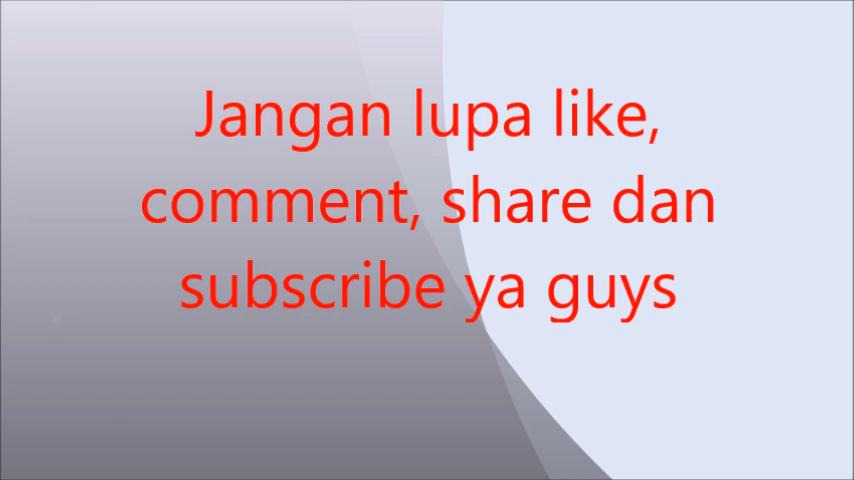 Jangan lupa like,
comment, share dan
subscribe ya guys